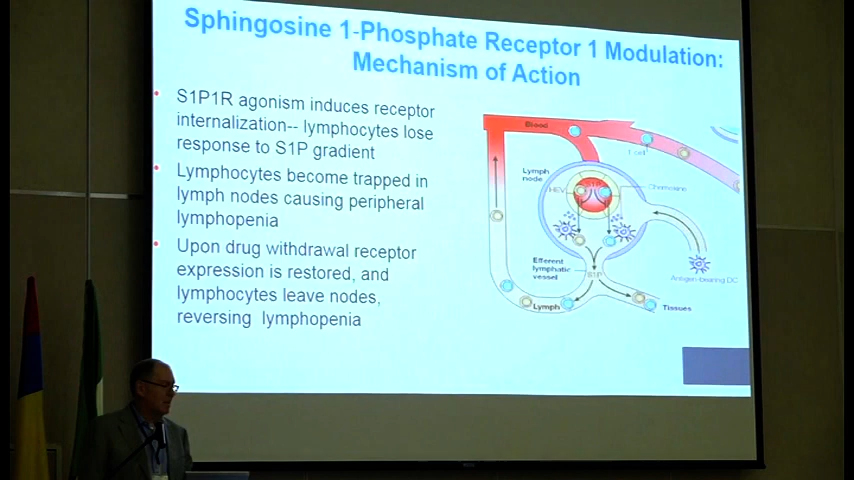 Sphingosine 1-Phosphate Receptor 1 Modulation:
Mechanism of Action
• S1P1R agonism induces receptor
internalization-- lymphocytes lose
response to S1P gradient
• Lymphocytes become trapped in
lymph nodes causing peripheral
lymphopenia
• Upon drug withdrawal receptor
expression is restored, and
lymphocytes leave nodes,
reversing lymphopenia
Blood
T cell
Lymph
node
HEV
S1P
Chemokine
Efferent
lymphatic
vessel
S1P
Antigen-bearing DC
Lymph
Tissues